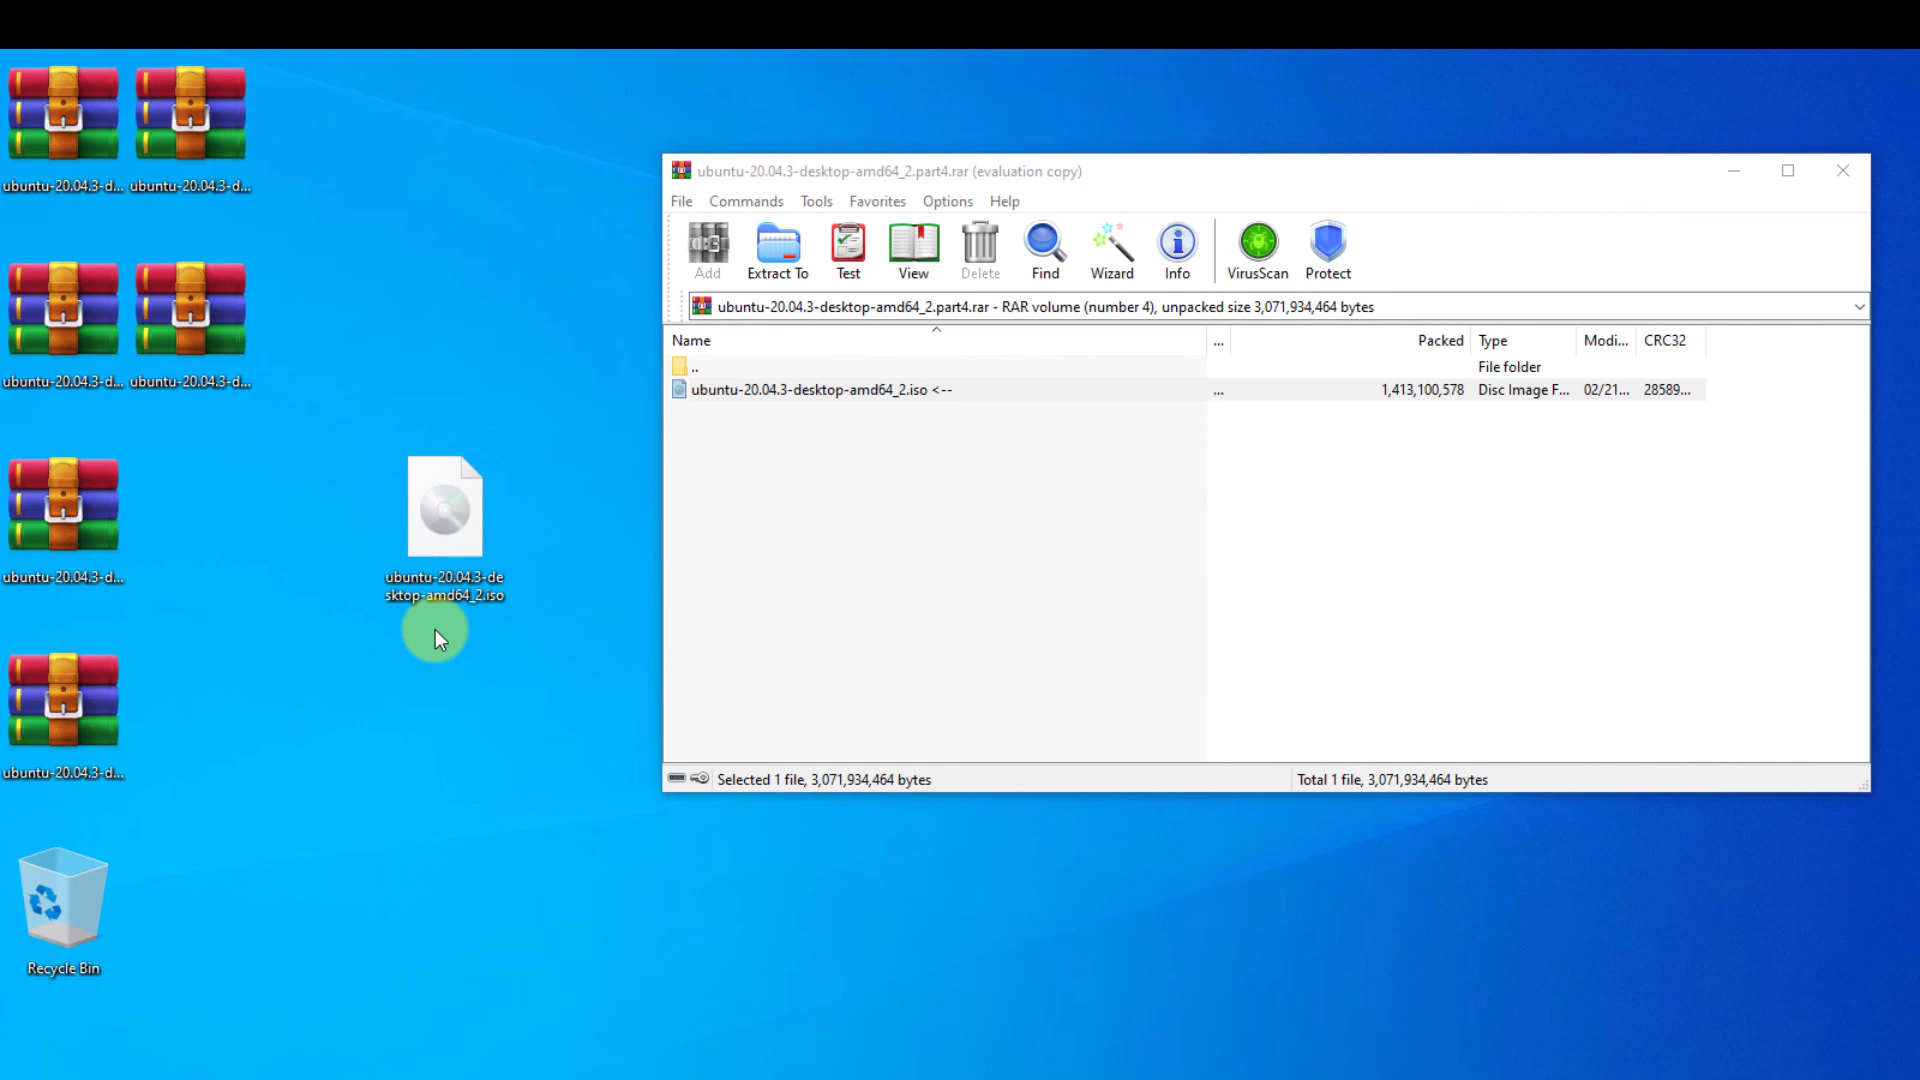 ubuntu-20.04.3-d... ubuntu-20.04.3-d...
ubuntu-20.04.3-d... ubuntu-20.04.3-d...
ubuntu-20.04.3-d...
ubuntu-20.04.3-d...
Recycle Bin
ubuntu-20.04.3-de
sktop-amd64_2.iso
ubuntu-20.04.3-desktop-amd64_2.part4.rar (evaluation copy)
File Commands Tools Favorites Options Help
Add Extract To Test View Delete Find Wizard Info VirusScan Protect
ubuntu-20.04.3-desktop-amd64_2.part4.rar - RAR volume (number 4), unpacked size 3,071,934,464 bytes
Name ... Packed Type Modi... CRC32
.. File folder
ubuntu-20.04.3-desktop-amd64_2.iso <-- ... 1,413,100,578 Disc Image F... 02/21... 28589...
Selected 1 file, 3,071,934,464 bytes Total 1 file, 3,071,934,464 bytes